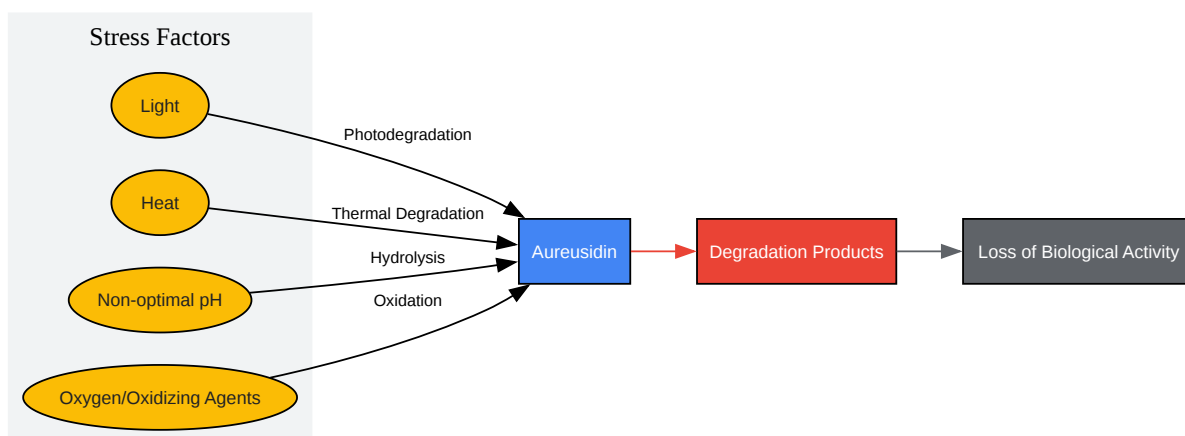 Stress Factors
Light
Photodegradation
Heat
Thermal Degradation
Hydrolysis
Aureusidin
Degradation Products
Loss of Biological Activity
Non-optimal pH
Oxidation
Oxygen/Oxidizing Agents